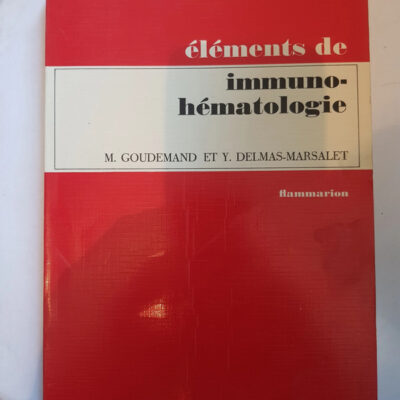 éléments de
immuno-
hématologie
M. GOUDEMAND ET Y. DELMAS-MARSALET
flammarion